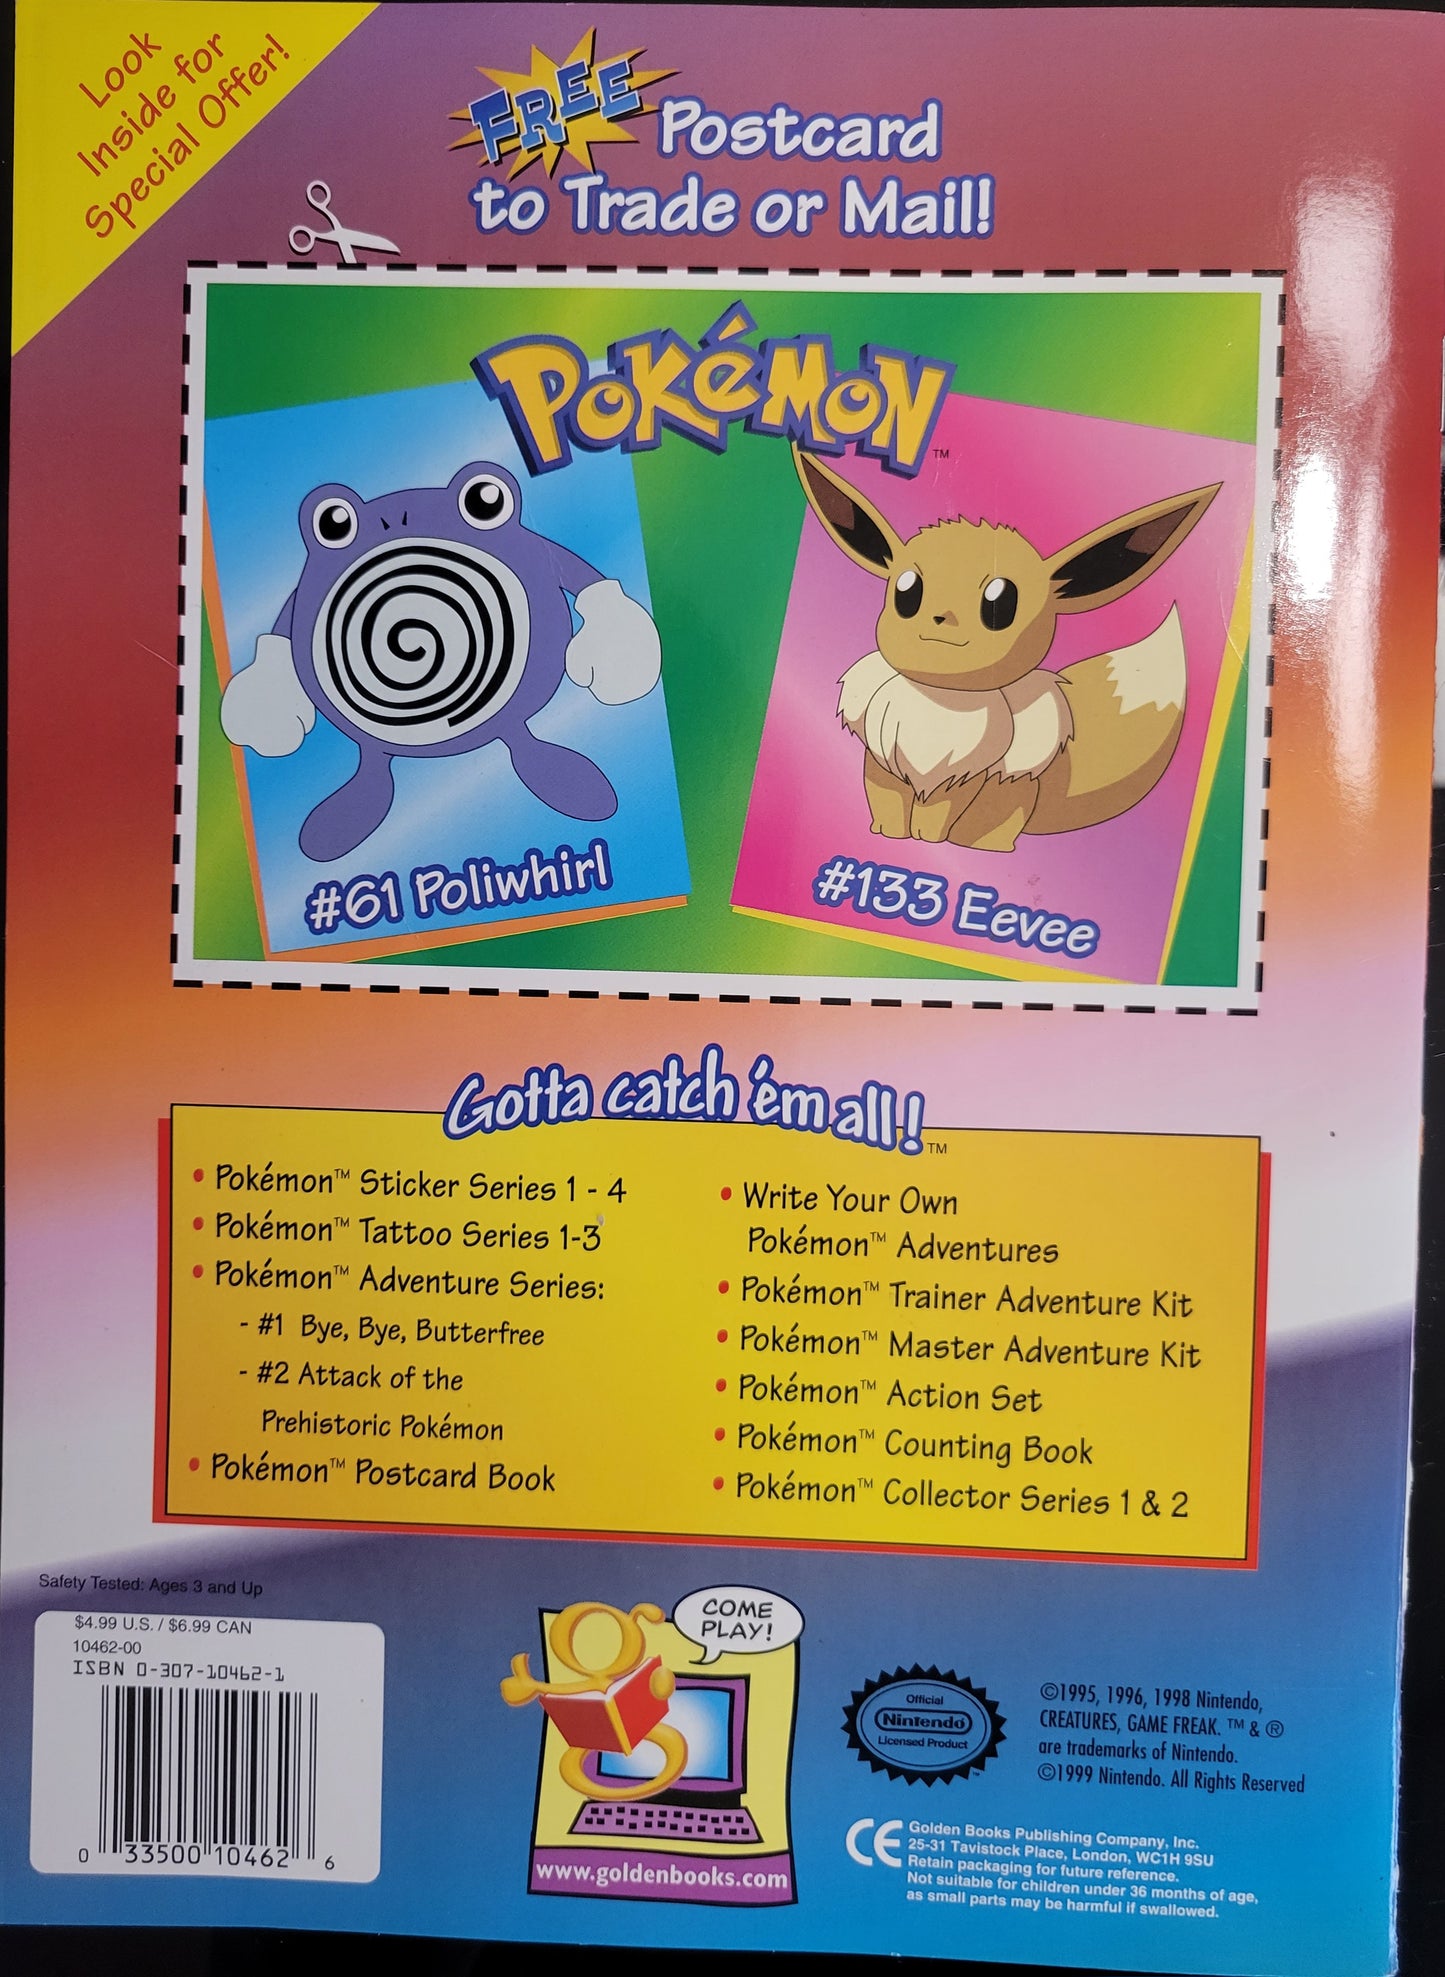 Look
Inside for
Special Offer!
FREE Postcard
to Trade or Mail!
POKéMON™
#61 Poliwhirl
#133 Eevee
Gotta catch 'em all!™
• Pokémon™ Sticker Series 1 - 4
• Pokémon™ Tattoo Series 1-3
• Pokémon™ Adventure Series:
- #1 Bye, Bye, Butterfree
- #2 Attack of the
Prehistoric Pokémon
• Pokémon™ Postcard Book
• Write Your Own
Pokémon™ Adventures
• Pokémon™ Trainer Adventure Kit
• Pokémon™ Master Adventure Kit
• Pokémon™ Action Set
• Pokémon™ Counting Book
• Pokémon™ Collector Series 1 & 2
Safety Tested: Ages 3 and Up
$4.99 U.S. / $6.99 CAN
10462-00
ISBN 0-307-10462-1
0 33500 10462 6
COME
PLAY!
www.goldenbooks.com
Official
Nintendo
Licensed Product
™
©1995, 1996, 1998 Nintendo,
CREATURES, GAME FREAK. ™ & ®
are trademarks of Nintendo.
©1999 Nintendo. All Rights Reserved
CE
Golden Books Publishing Company, Inc.
25-31 Tavistock Place, London, WC1H 9SU
Retain packaging for future reference.
Not suitable for children under 36 months of age,
as small parts may be harmful if swallowed.